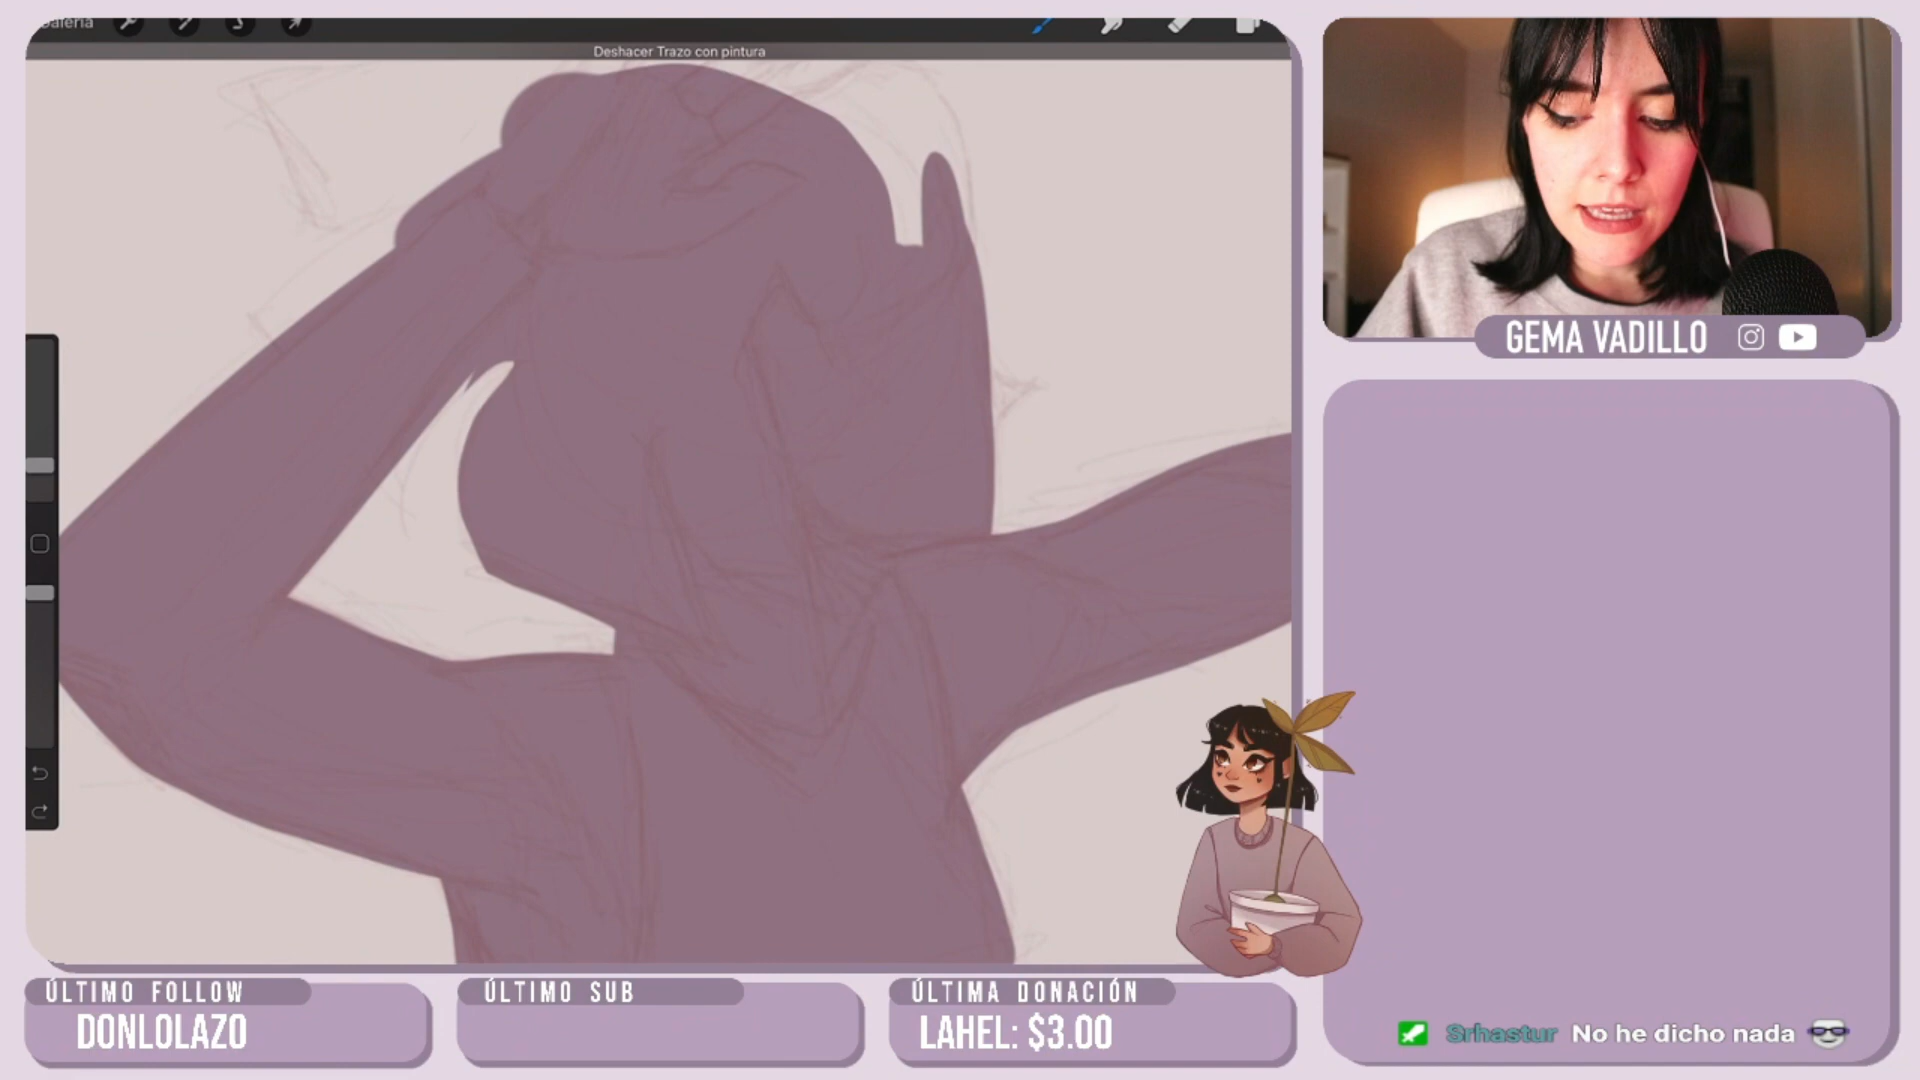 Galería
Deshacer Trazo con pintura
GEMA VADILLO
ÚLTIMO FOLLOW
DONLOLAZO
ÚLTIMO SUB
ÚLTIMA DONACIÓN
LAHEL: $3.00
Srhastur No he dicho nada